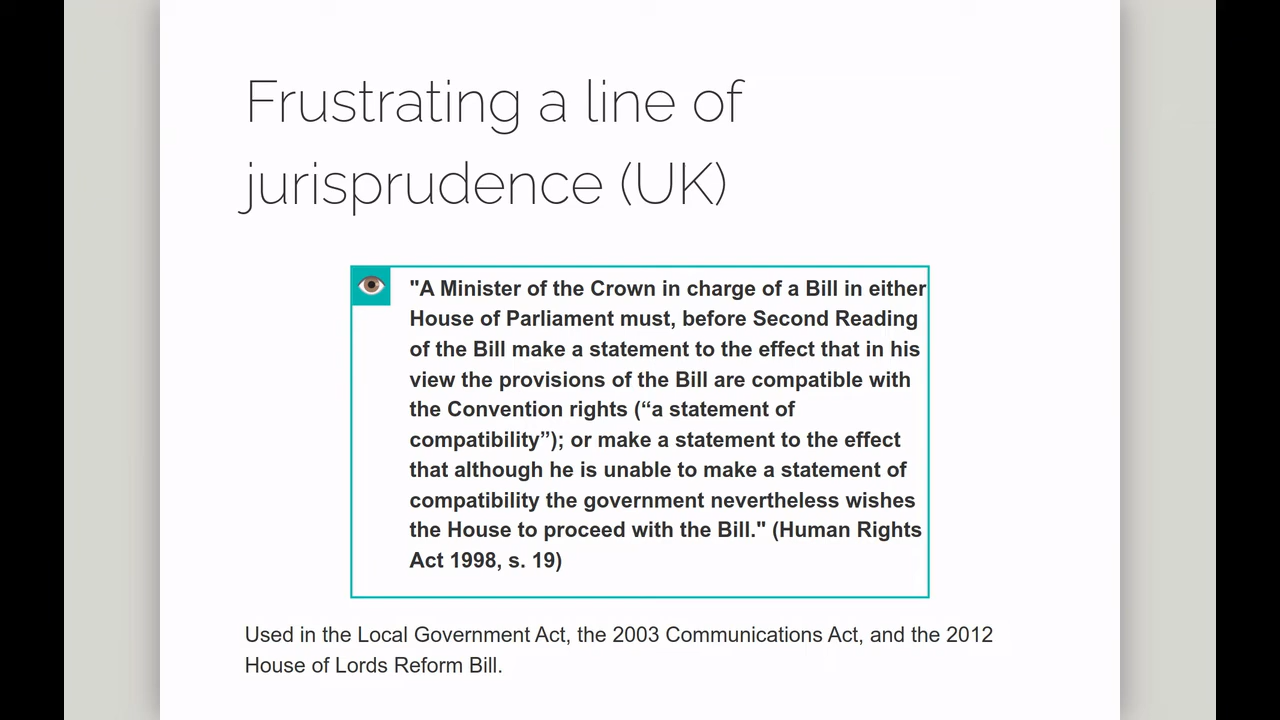 Frustrating a line of
jurisprudence (UK)
"A Minister of the Crown in charge of a Bill in either
House of Parliament must, before Second Reading
of the Bill make a statement to the effect that in his
view the provisions of the Bill are compatible with
the Convention rights (“a statement of
compatibility”); or make a statement to the effect
that although he is unable to make a statement of
compatibility the government nevertheless wishes
the House to proceed with the Bill." (Human Rights
Act 1998, s. 19)
Used in the Local Government Act, the 2003 Communications Act, and the 2012
House of Lords Reform Bill.